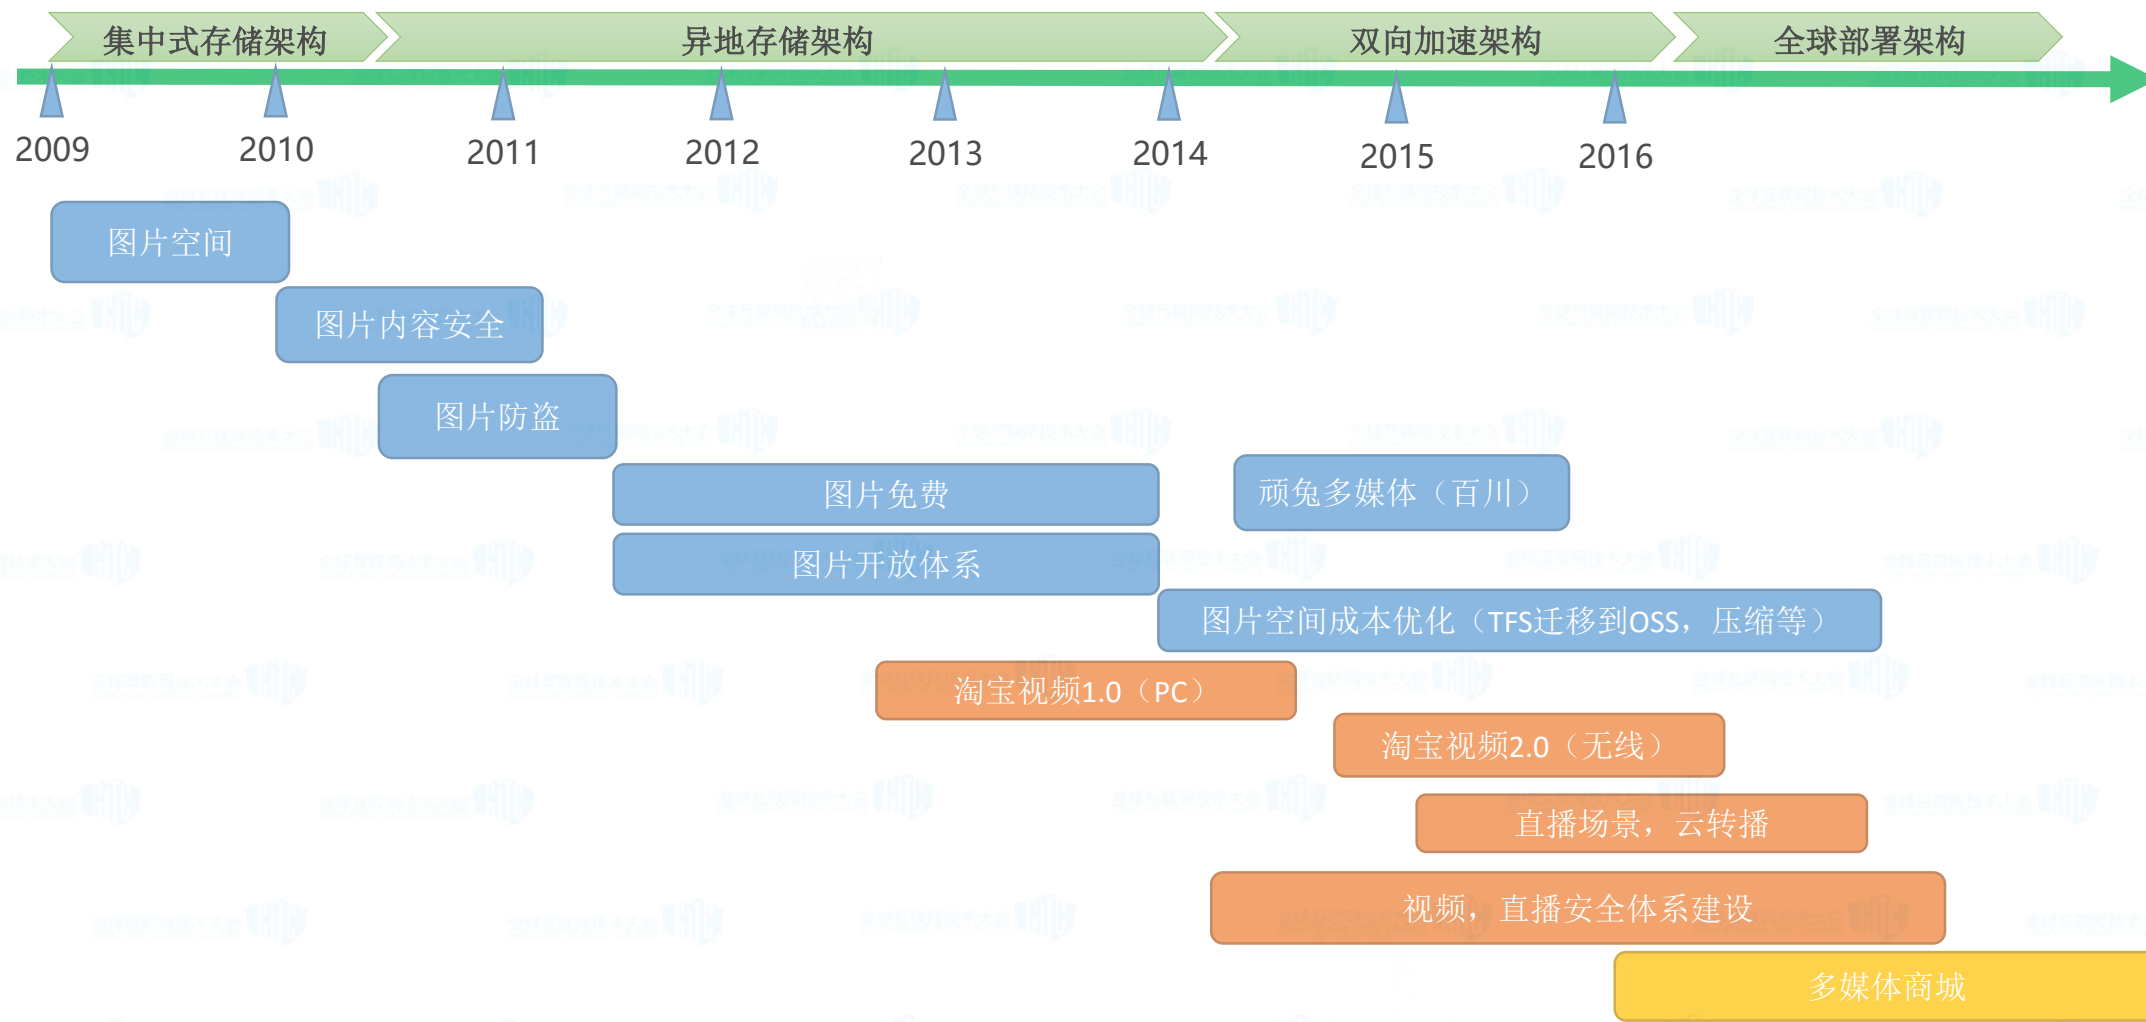 集中式存储架构
异地存储架构
双向加速架构
全球部署架构
2009
2010
2011
2012
2013
2014
2015
2016
图片空间
图片内容安全
图片防盗
图片免费
顽兔多媒体（百川）
图片开放体系
图片空间成本优化（TFS迁移到OSS，压缩等）
淘宝视频1.0（PC）
淘宝视频2.0（无线）
直播场景，云转播
视频，直播安全体系建设
多媒体商城